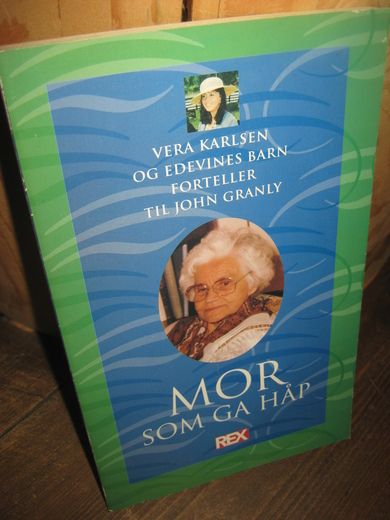 VERA KARLSEN
OG EDEVINES BARN
FORTELLER
TIL JOHN GRANLY
MOR
SOM GA HÅP
REX